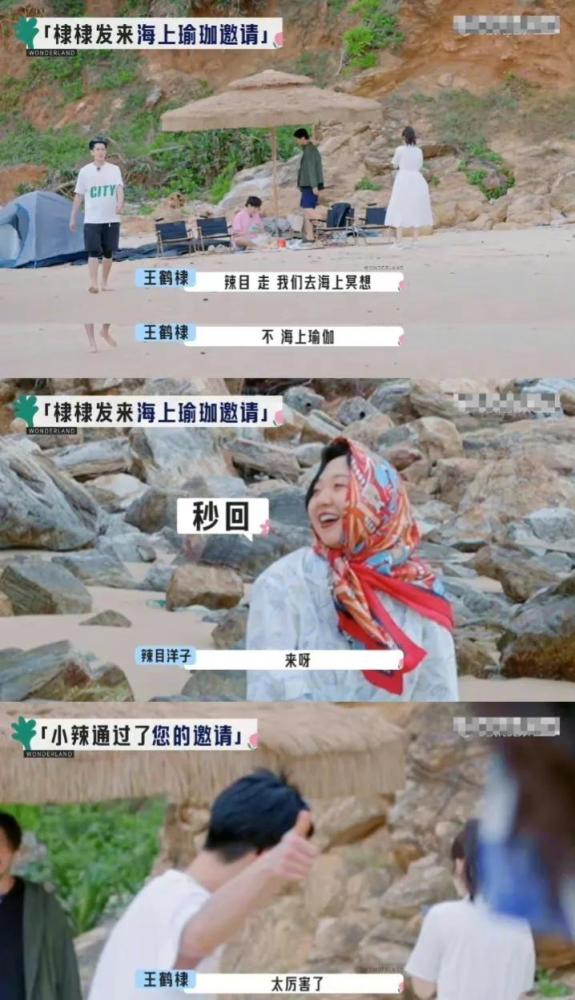 「棣棣发来海上瑜珈邀请」
WONDERLAND
CITY
王鹤棣 辣目 走 我们去海上冥想
王鹤棣 不 海上瑜伽
「棣棣发来海上瑜珈邀请」
WONDERLAND
秒回
辣目洋子 来呀
「小辣通过了您的邀请」
WONDERLAND
王鹤棣 太厉害了